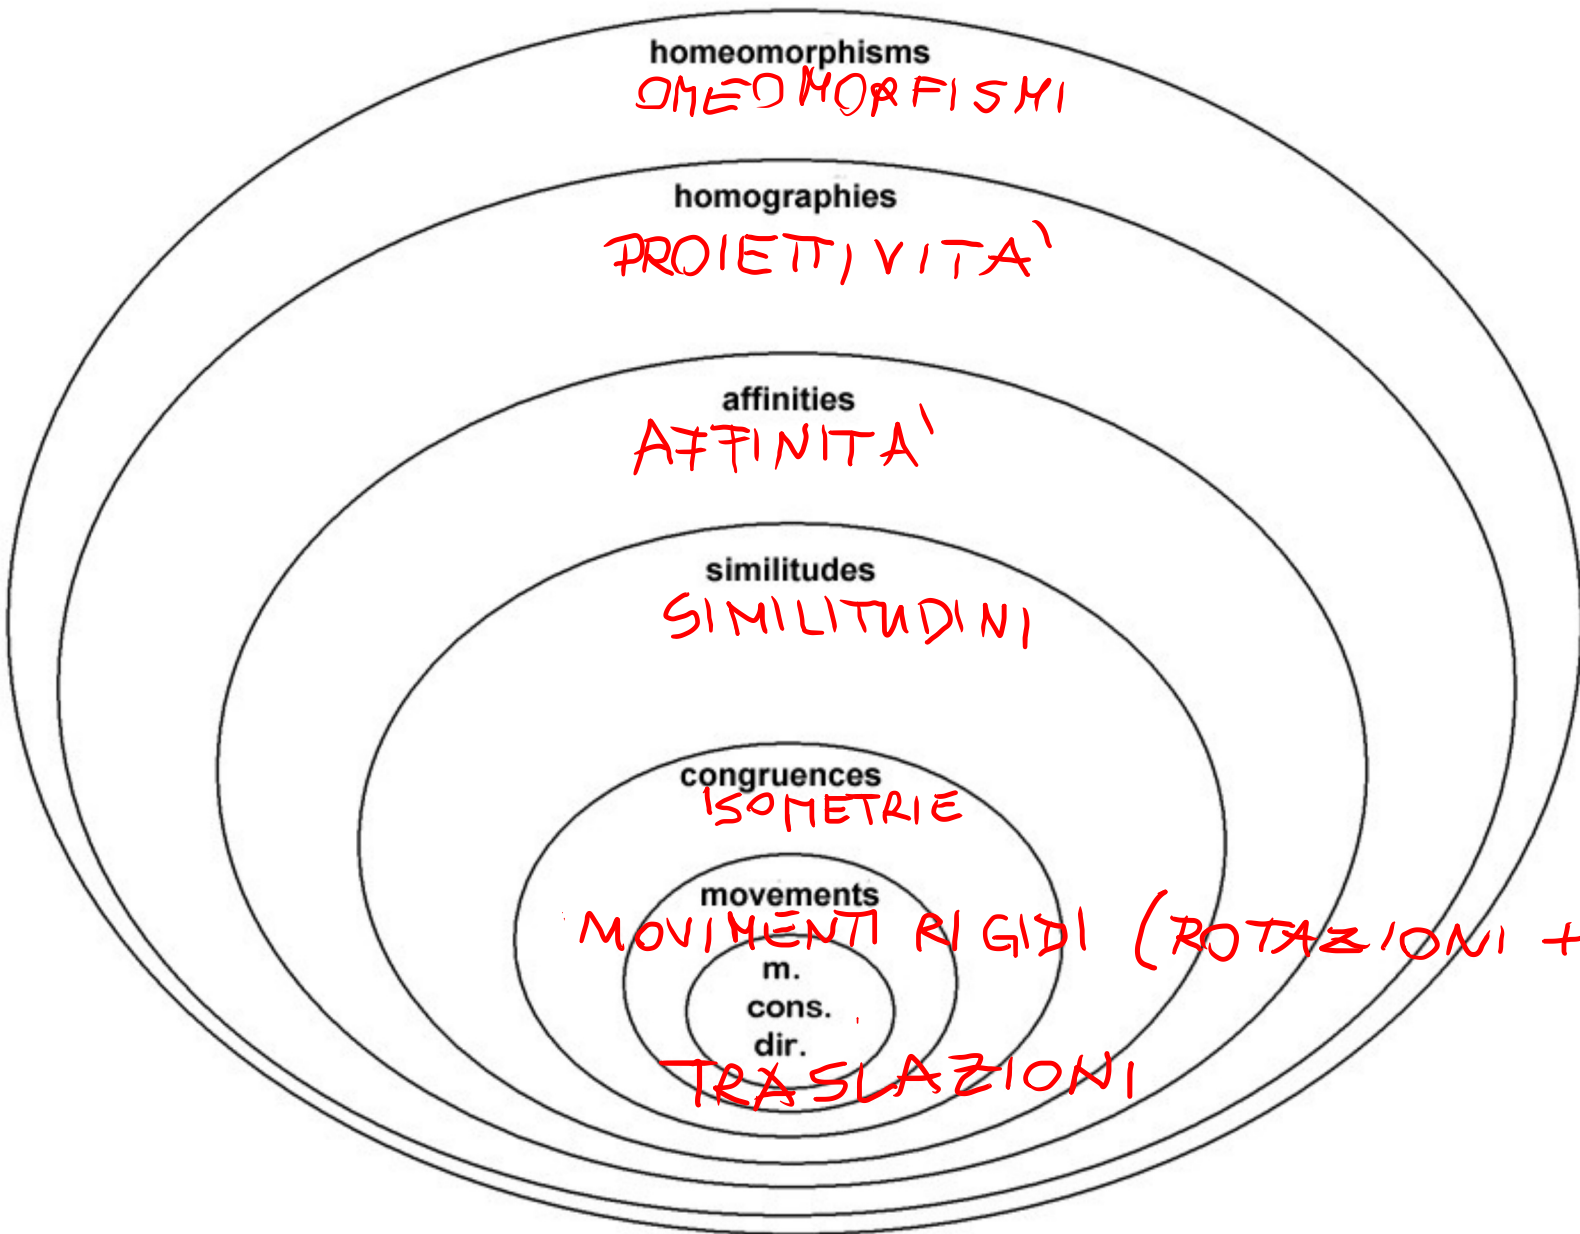 homeomorphisms
OMEOMORFISMI
homographies
PROIETTIVITA'
affinities
AFFINITA'
similitudes
SIMILITUDINI
congruences
ISOMETRIE
movements
MOVIMENTI RIGIDI (ROTAZIONI +
m.
cons.
dir.
TRASLAZIONI